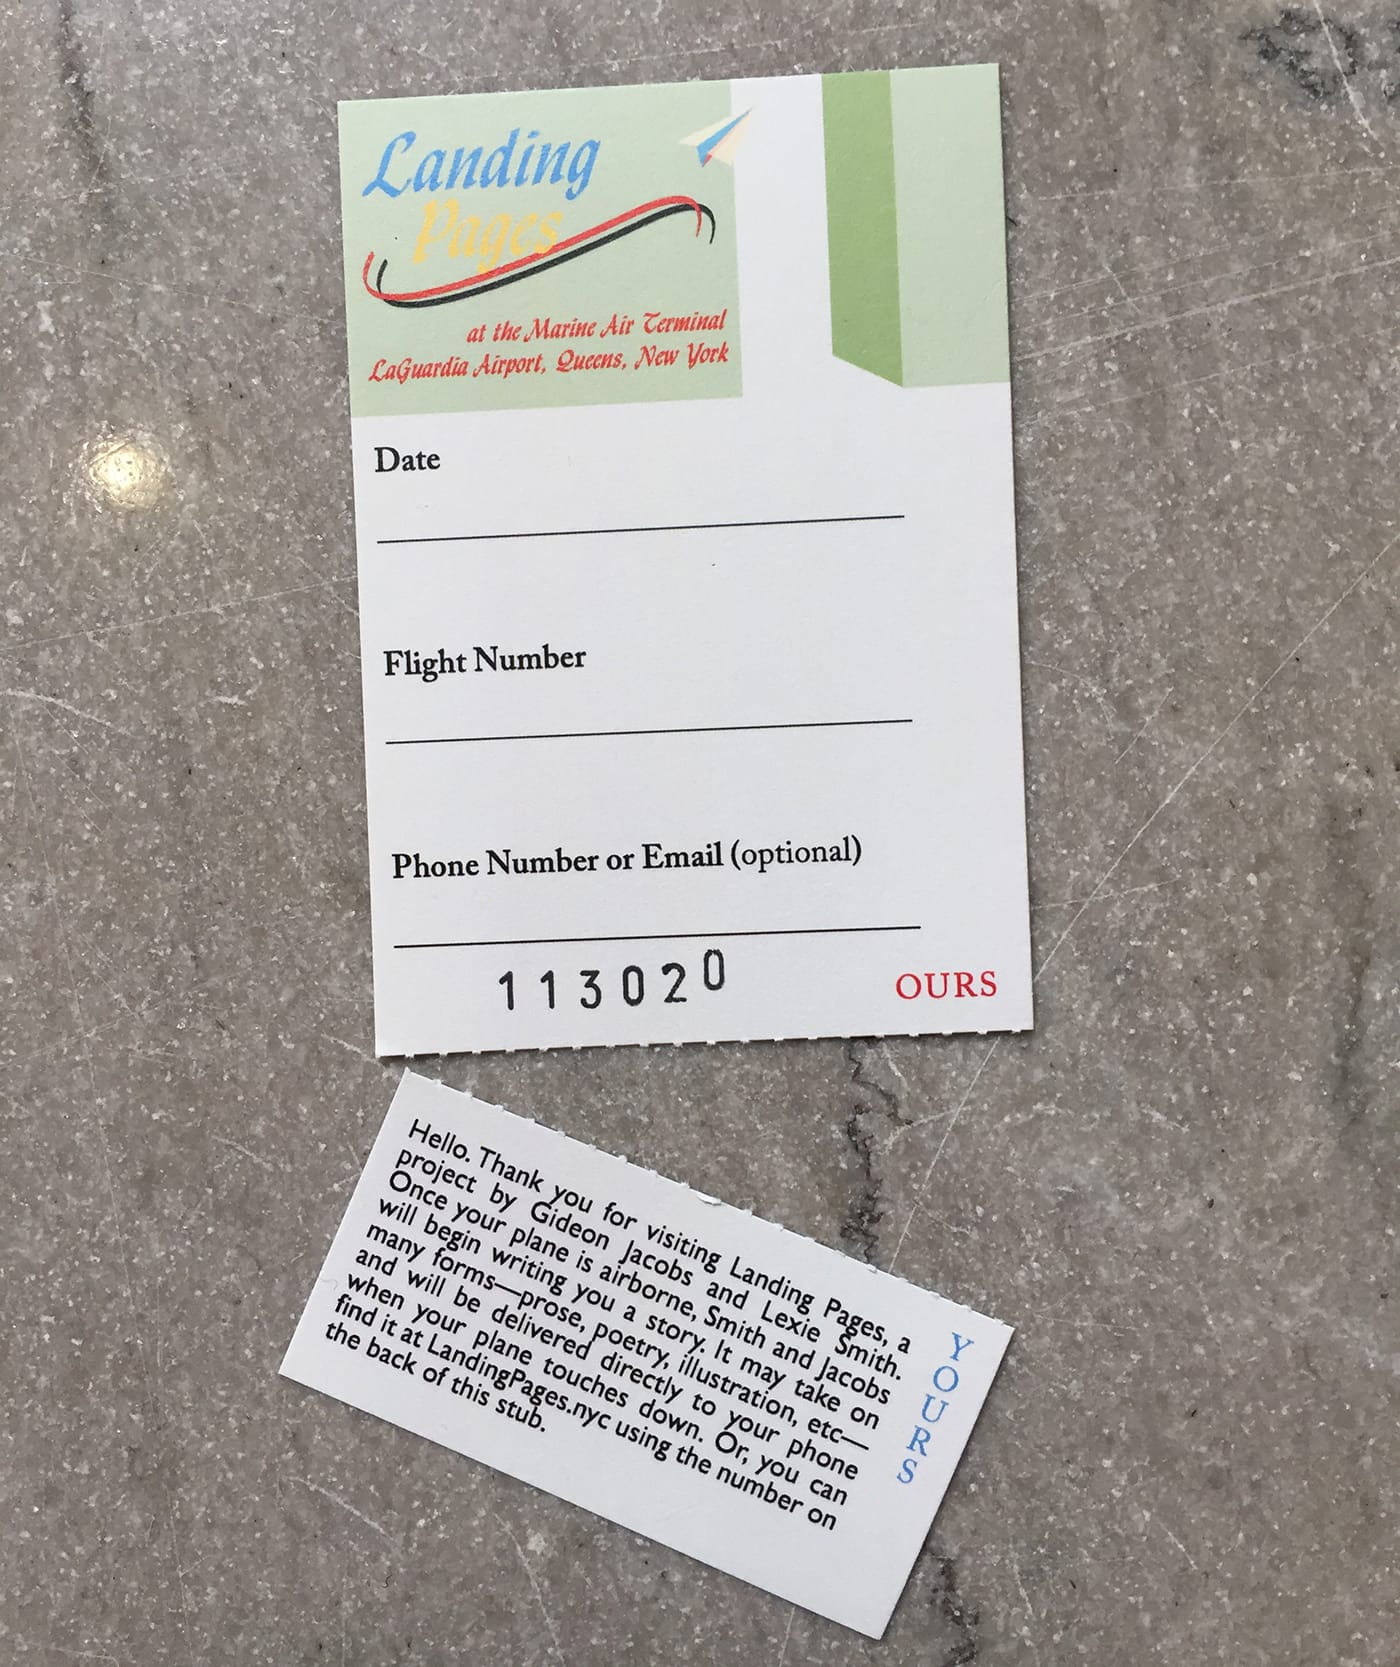 Landing
Pages
at the Marine Air Terminal
LaGuardia Airport, Queens, New York
Date
Flight Number
Phone Number or Email (optional)
113020
OURS
Hello. Thank you for visiting Landing Pages, a
project by Gideon Jacobs and Lexie Smith.
Once your plane is airborne, Smith and Jacobs
will begin writing you a story. It may take on
many forms—prose, poetry, illustration, etc—
and will be delivered directly to your phone
when your plane touches down. Or, you can
find it at LandingPages.nyc using the number on
the back of this stub.
YOURS